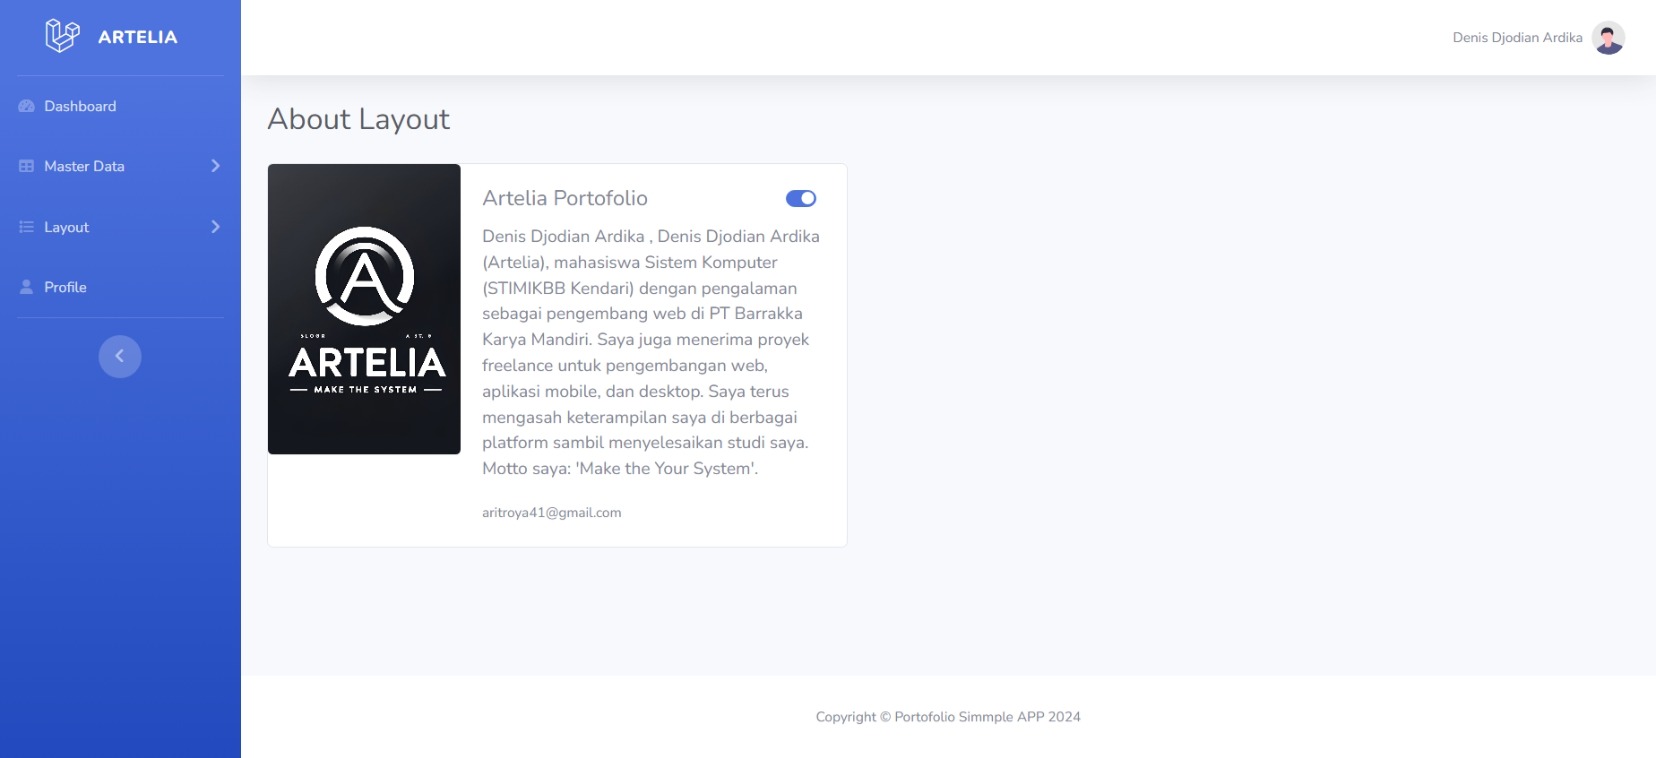 ARTELIA
Denis Djodian Ardika
Dashboard
Master Data
Layout
Profile
About Layout
ARTELIA
MAKE THE SYSTEM
Artelia Portofolio
Denis Djodian Ardika , Denis Djodian Ardika
(Artelia), mahasiswa Sistem Komputer
(STIMIKBB Kendari) dengan pengalaman
sebagai pengembang web di PT Barrakka
Karya Mandiri. Saya juga menerima proyek
freelance untuk pengembangan web,
aplikasi mobile, dan desktop. Saya terus
mengasah keterampilan saya di berbagai
platform sambil menyelesaikan studi saya.
Motto saya: 'Make the Your System'.
aritroya41@gmail.com
Copyright © Portofolio Simmple APP 2024